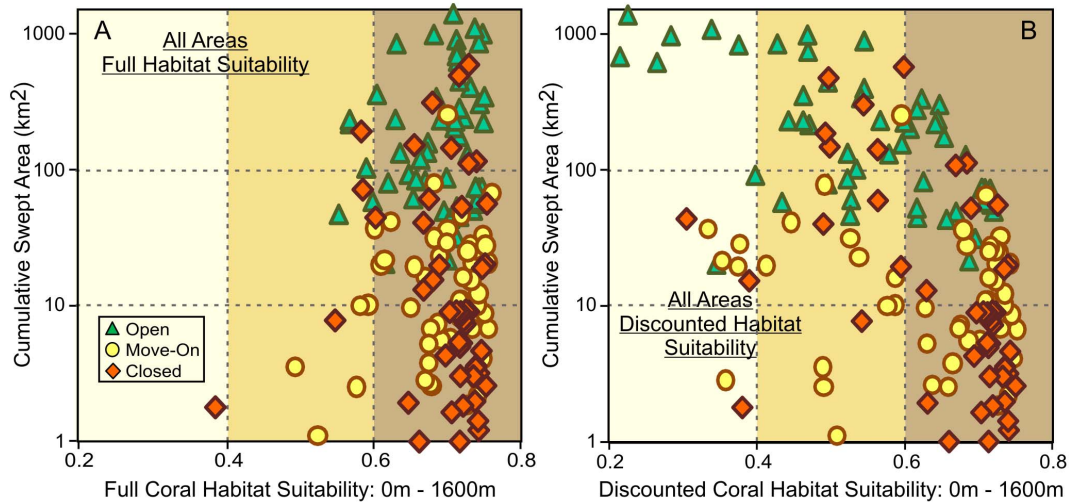 A
All Areas
Full Habitat Suitability
Cumulative Swept Area (km2)
1000
100
10
1
Open
Move-On
Closed
0.2
0.4
0.6
0.8
Full Coral Habitat Suitability: 0m - 1600m
B
All Areas
Discounted Habitat
Suitability
Cumulative Swept Area (km2)
1000
100
10
1
0.2
0.4
0.6
0.8
Discounted Coral Habitat Suitability: 0m - 1600m